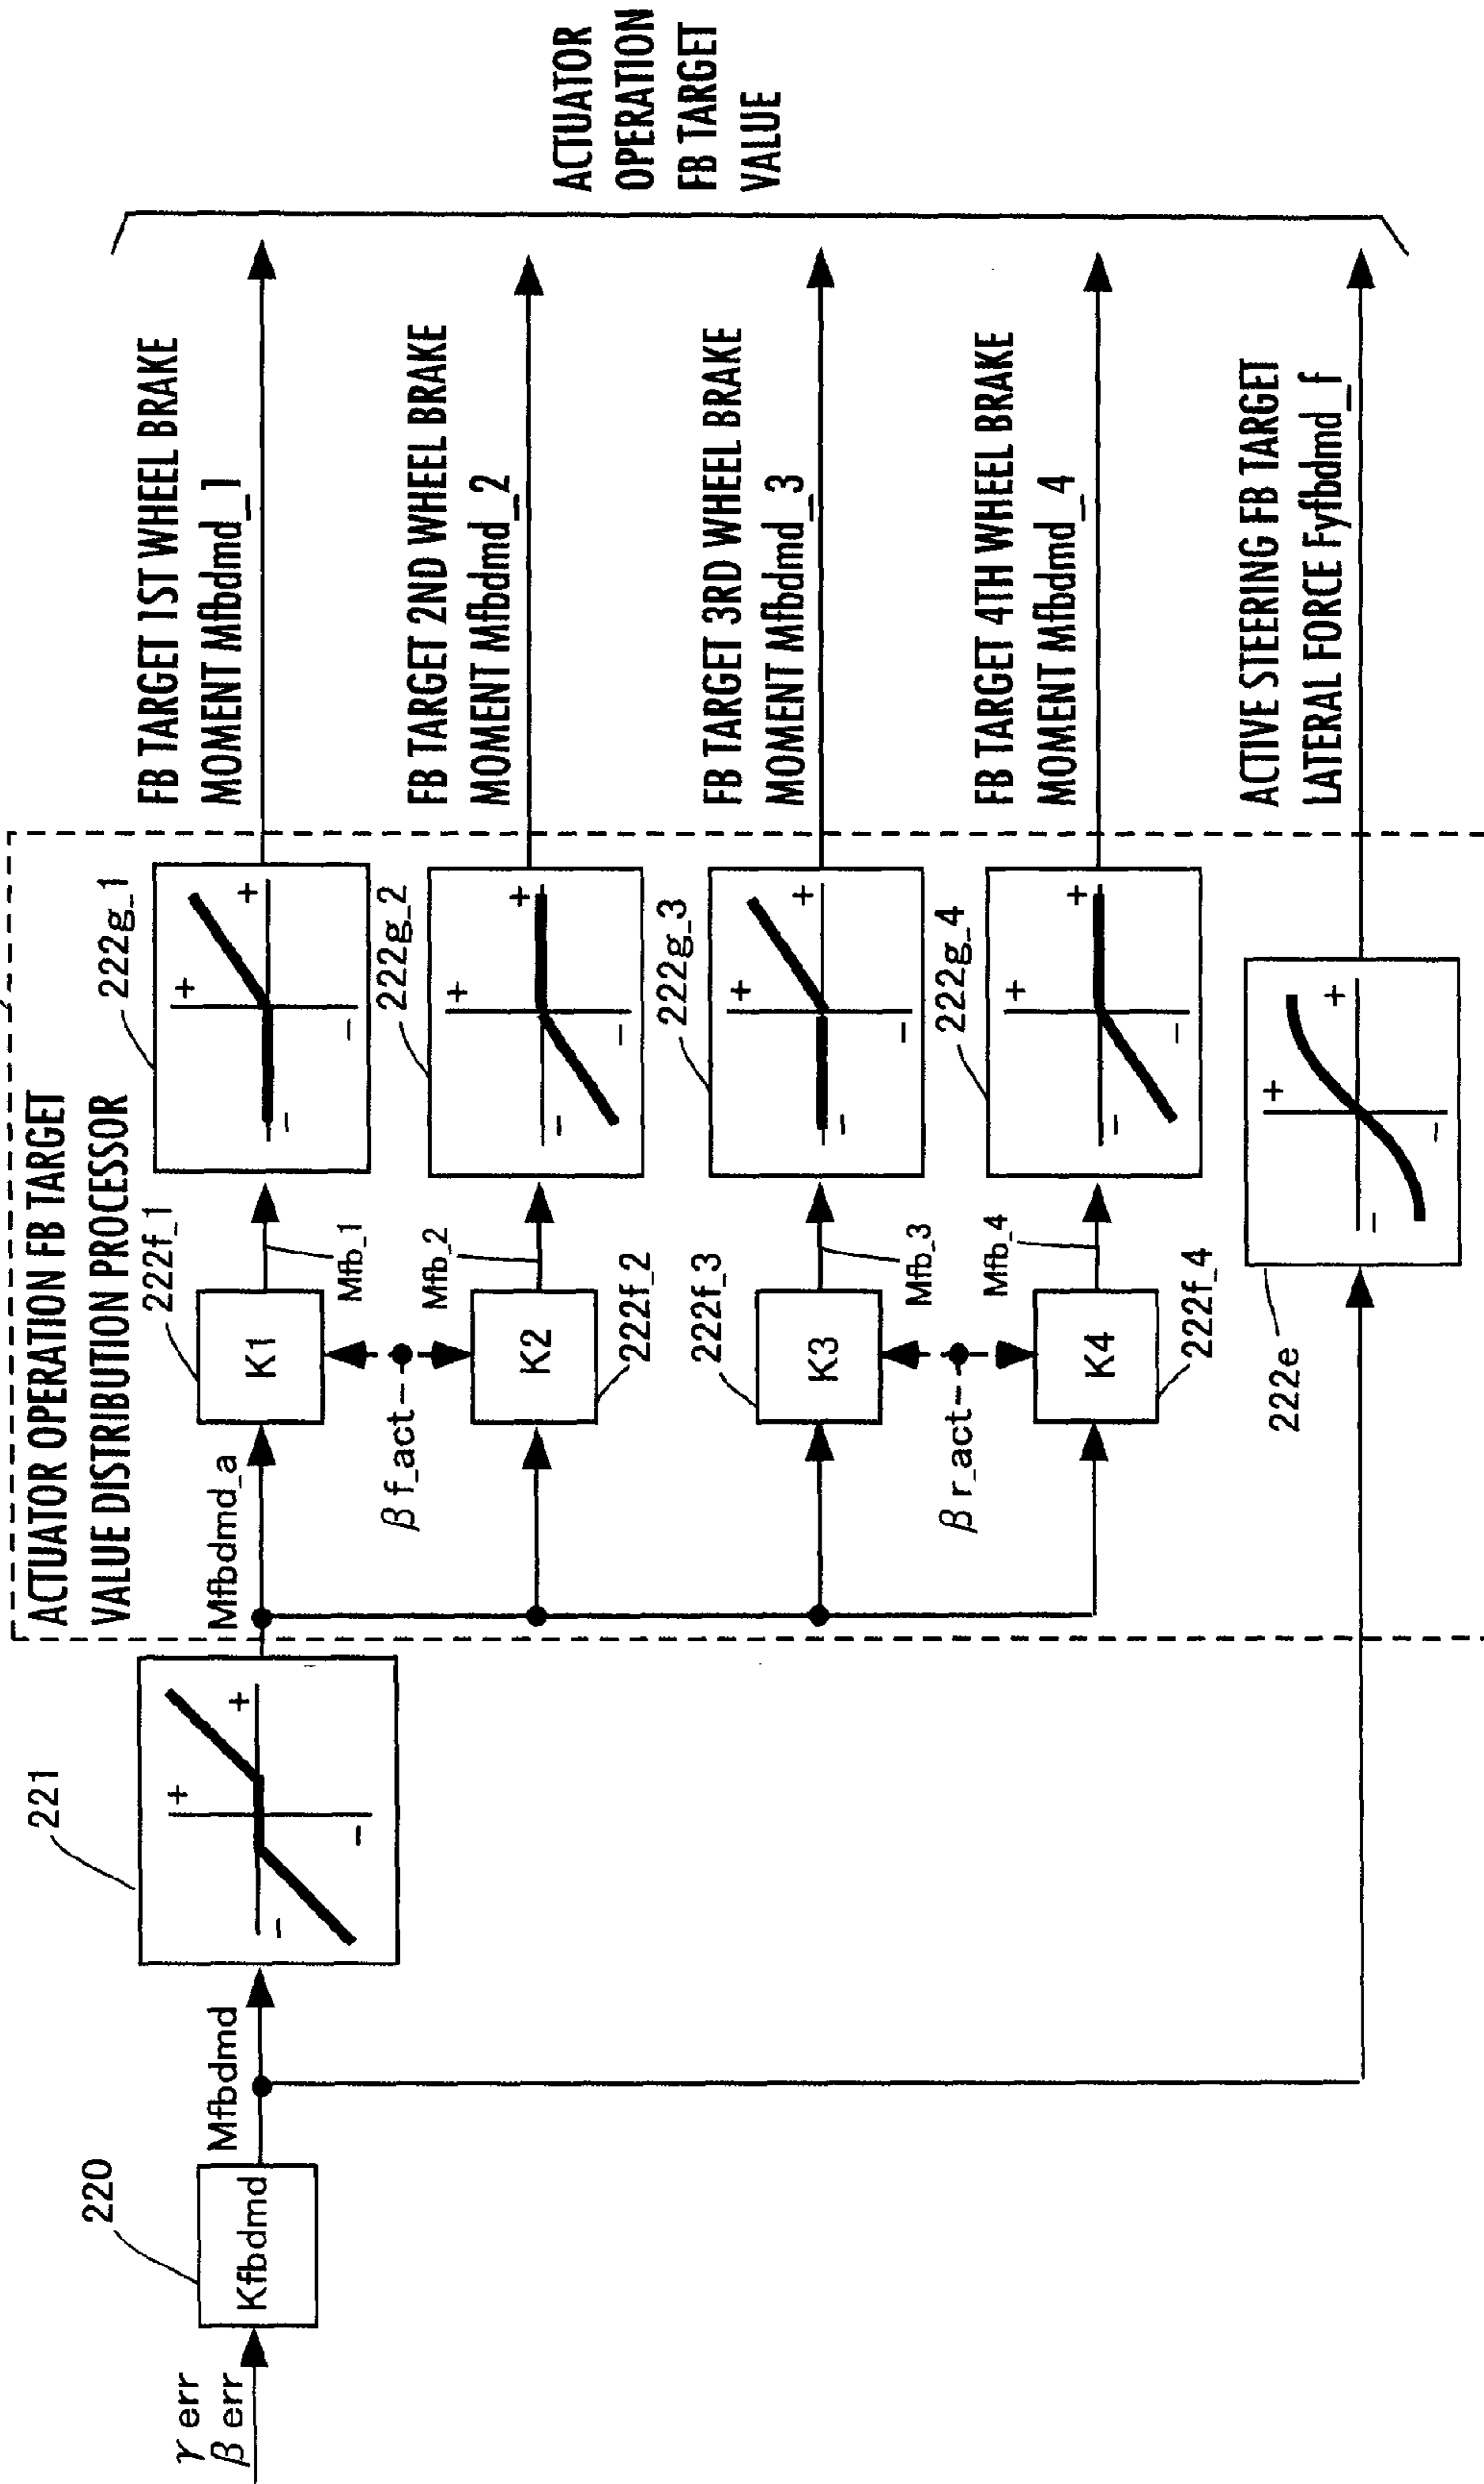 γ err
β err
Kfbdmd
220
Mfbdmd
221
+
+
−
−
ACTUATOR OPERATION FB TARGET
VALUE DISTRIBUTION PROCESSOR
Mfbdmd_a
K1
222f_1
Mfb_1
222g_1
+
+
−
−
FB TARGET 1ST WHEEL BRAKE
MOMENT Mfbdmd_1
β f_act
K2
222f_2
Mfb_2
222g_2
+
+
−
−
FB TARGET 2ND WHEEL BRAKE
MOMENT Mfbdmd_2
K3
222f_3
Mfb_3
222g_3
+
+
−
−
FB TARGET 3RD WHEEL BRAKE
MOMENT Mfbdmd_3
β r_act
K4
222f_4
Mfb_4
222g_4
+
+
−
−
FB TARGET 4TH WHEEL BRAKE
MOMENT Mfbdmd_4
222e
+
+
−
−
ACTIVE STEERING FB TARGET
LATERAL FORCE Fyfbdmd_f
ACTUATOR
OPERATION
FB TARGET
VALUE